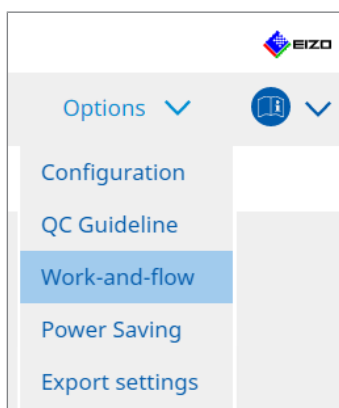 EIZO
Options
Configuration
QC Guideline
Work-and-flow
Power Saving
Export settings